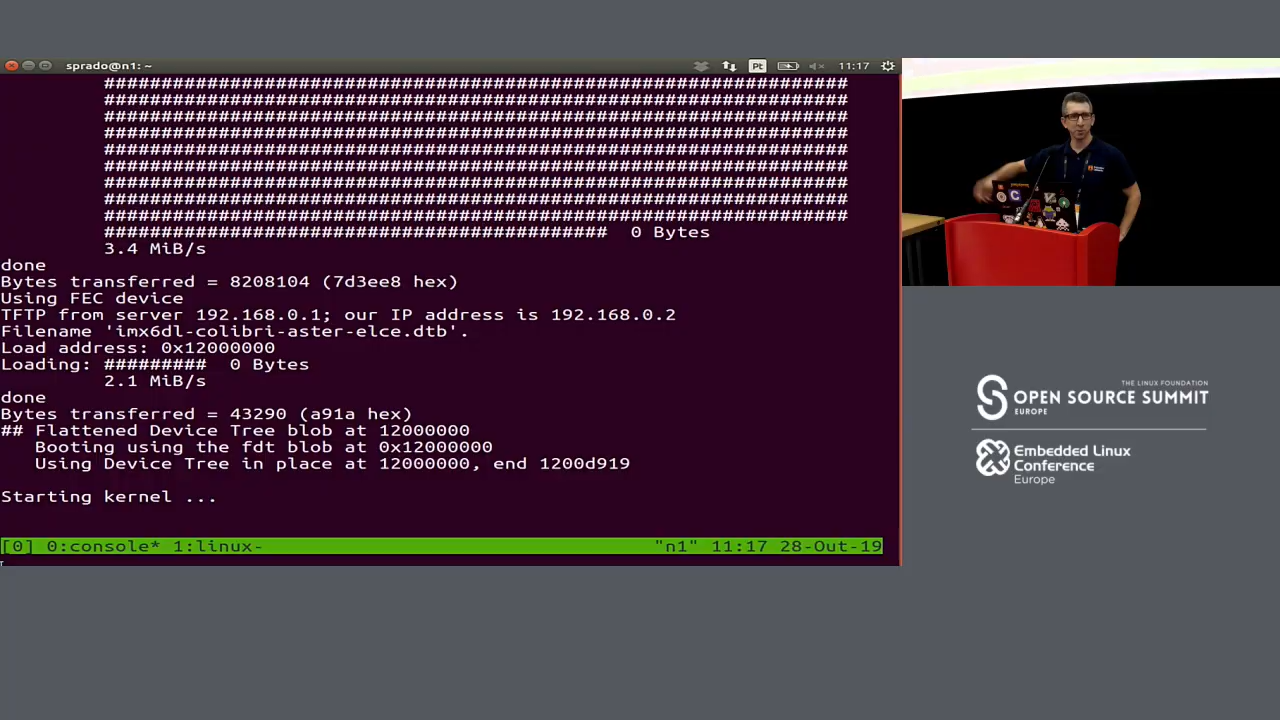 sprado@n1: ~
Pt
11:17
#################################################################
#################################################################
#################################################################
#################################################################
#################################################################
#################################################################
#################################################################
#################################################################
#################################################################
############################################  0 Bytes
3.4 MiB/s
done
Bytes transferred = 8208104 (7d3ee8 hex)
Using FEC device
TFTP from server 192.168.0.1; our IP address is 192.168.0.2
Filename 'imx6dl-colibri-aster-elce.dtb'.
Load address: 0x12000000
Loading: #########  0 Bytes
2.1 MiB/s
done
Bytes transferred = 43290 (a91a hex)
## Flattened Device Tree blob at 12000000
Booting using the fdt blob at 0x12000000
Using Device Tree in place at 12000000, end 1200d919
Starting kernel ...
[0] 0:console* 1:linux-
"n1" 11:17 28-Oct-19
THE LINUX FOUNDATION
OPEN SOURCE SUMMIT
EUROPE
Embedded Linux
Conference
Europe